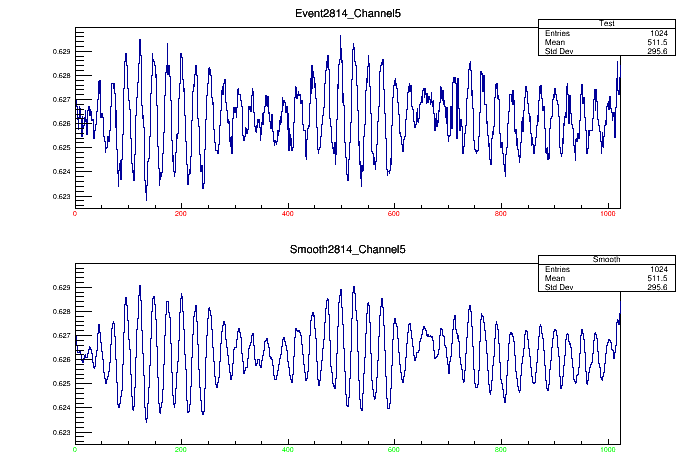 Event2814_Channel5
Test
Entries 1024
Mean 511.5
Std Dev 295.6
0.629
0.628
0.627
0.626
0.625
0.624
0.623
0 200 400 600 800 1000
Smooth2814_Channel5
Smooth
Entries 1024
Mean 511.5
Std Dev 295.6
0.629
0.628
0.627
0.626
0.625
0.624
0.623
0 200 400 600 800 1000